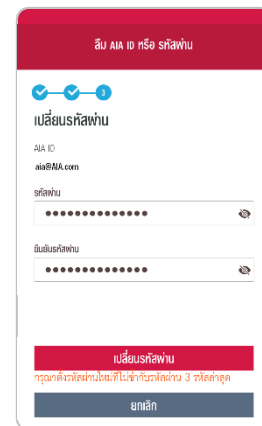 ลืม AIA ID หรือ รหัสผ่าน
3
เปลี่ยนรหัสผ่าน
AIA ID
aia@AIA.com
รหัสผ่าน
ยืนยันรหัสผ่าน
เปลี่ยนรหัสผ่าน
กรุณาตั้งรหัสผ่านใหม่ที่ไม่ซ้ำกับรหัสผ่าน 3 รหัสล่าสุด
ยกเลิก